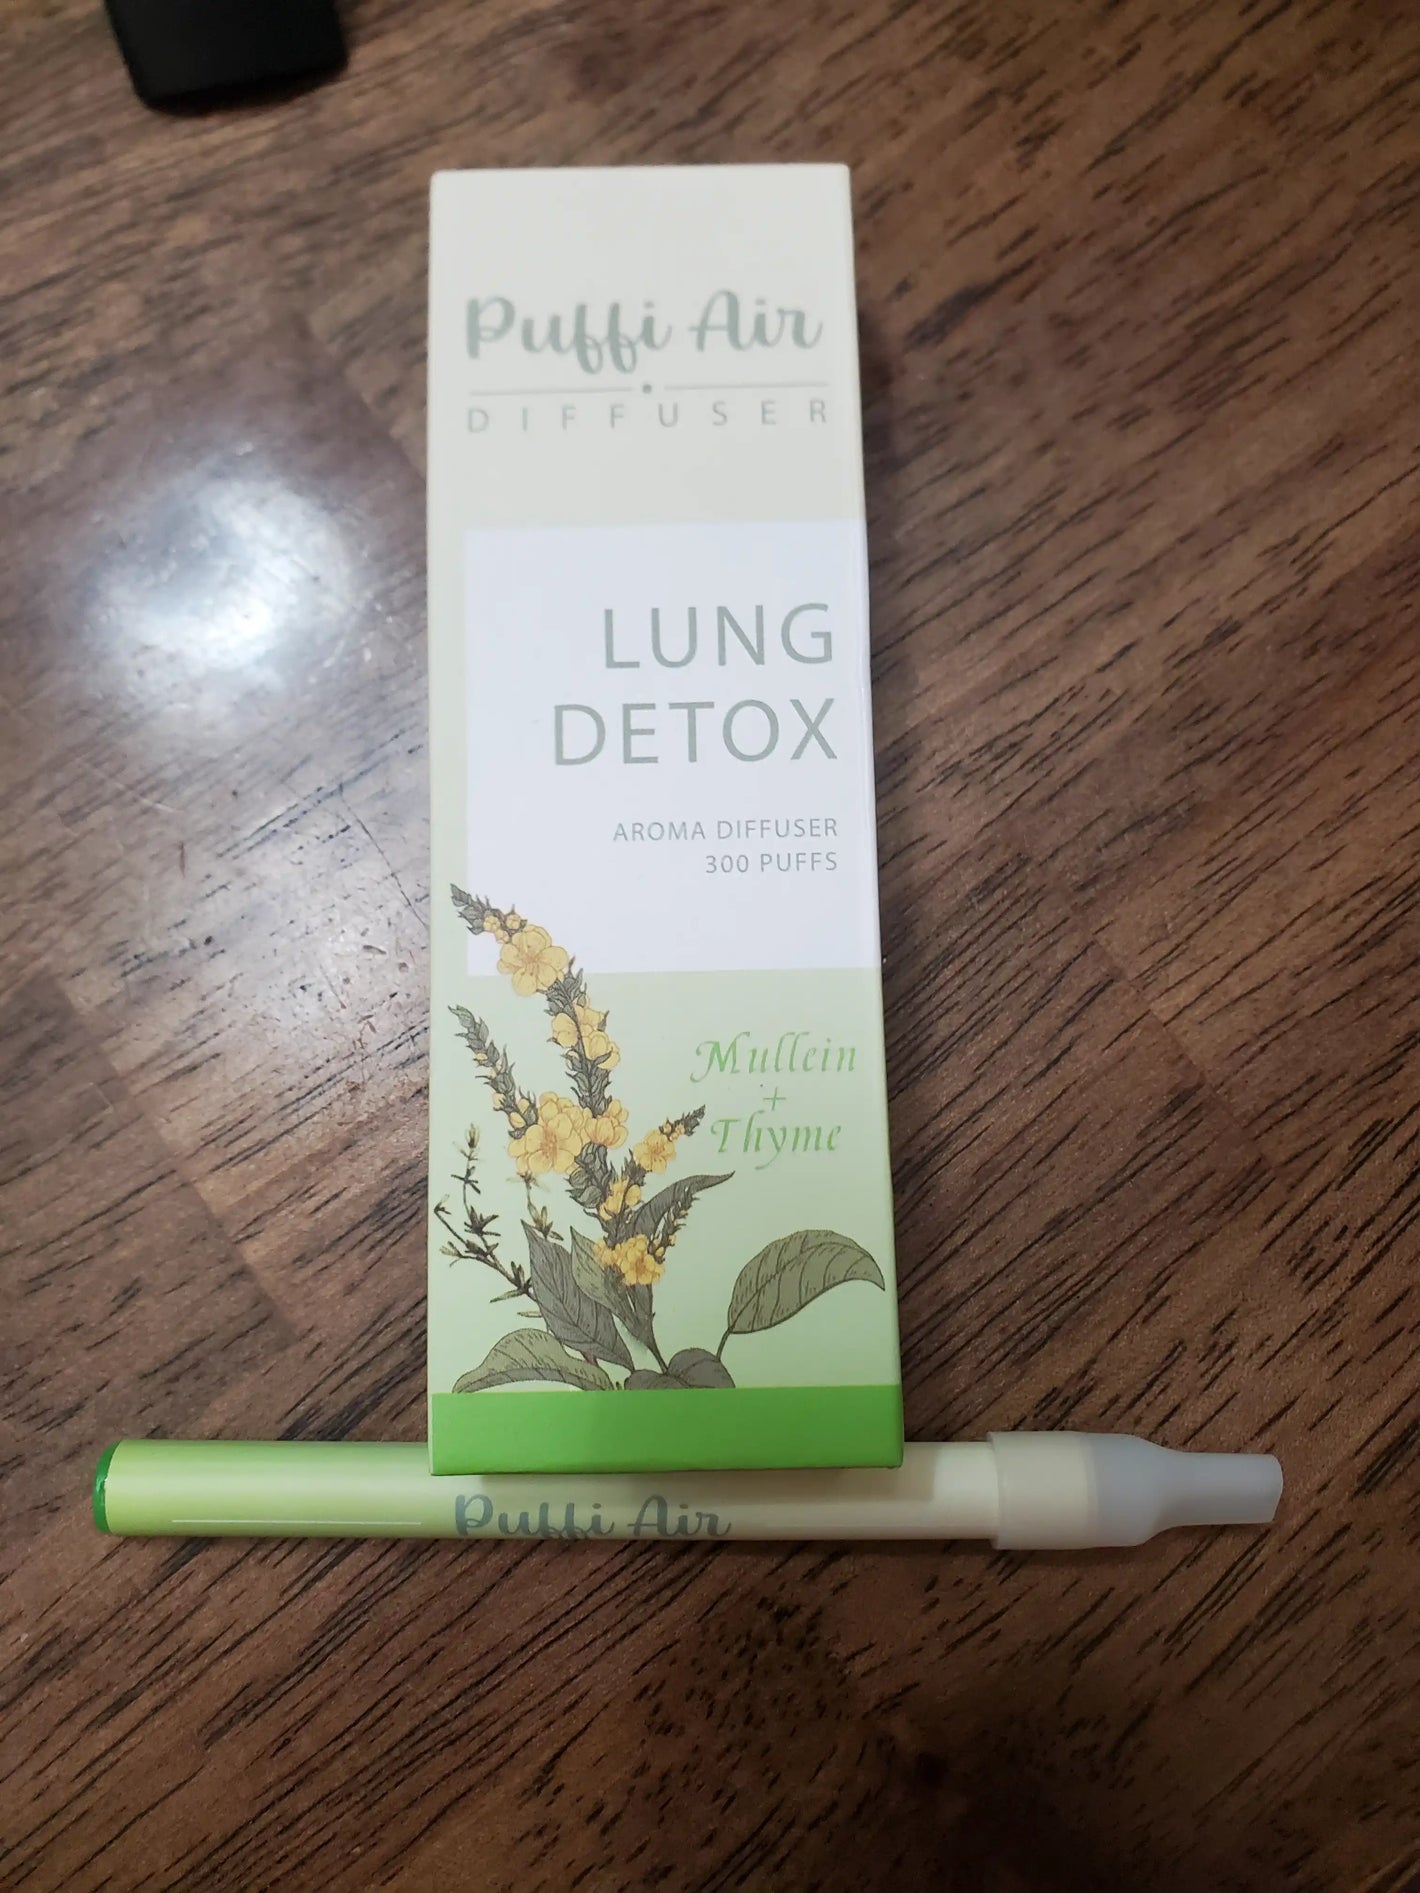 Puffi Air
DIFFUSER
LUNG
DETOX
AROMA DIFFUSER
300 PUFFS
Mullein
+
Thyme
Puffi Air